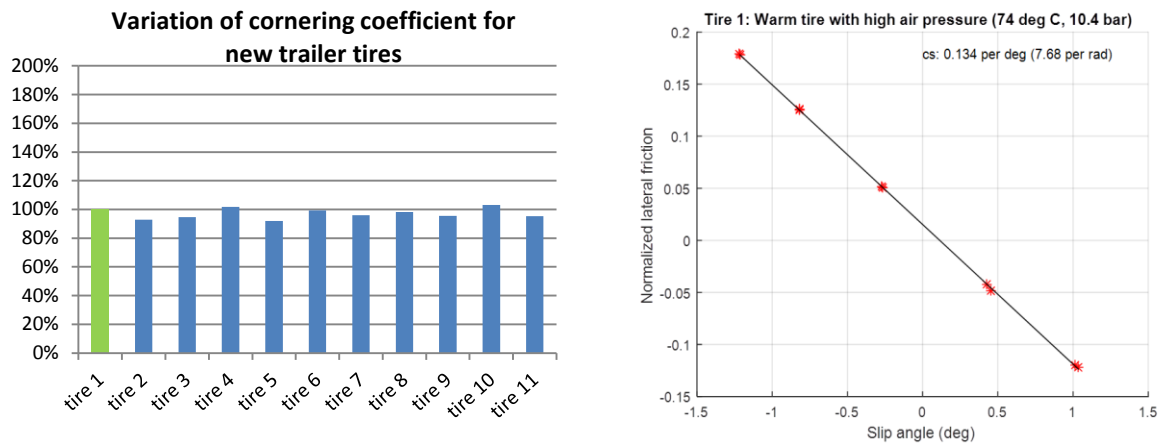 Variation of cornering coefficient for
new trailer tires
200%
180%
160%
140%
120%
100%
80%
60%
40%
20%
0%
tire 1
tire 2
tire 3
tire 4
tire 5
tire 6
tire 7
tire 8
tire 9
tire 10
tire 11
Tire 1: Warm tire with high air pressure (74 deg C, 10.4 bar)
cs: 0.134 per deg (7.68 per rad)
Normalized lateral friction
0.2
0.15
0.1
0.05
0
-0.05
-0.1
-0.15
-1.5
-1
-0.5
0
0.5
1
1.5
Slip angle (deg)